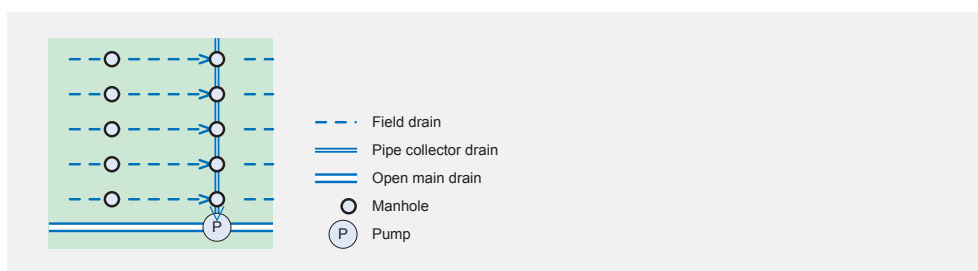 Field drain
Pipe collector drain
Open main drain
Manhole
P
P Pump